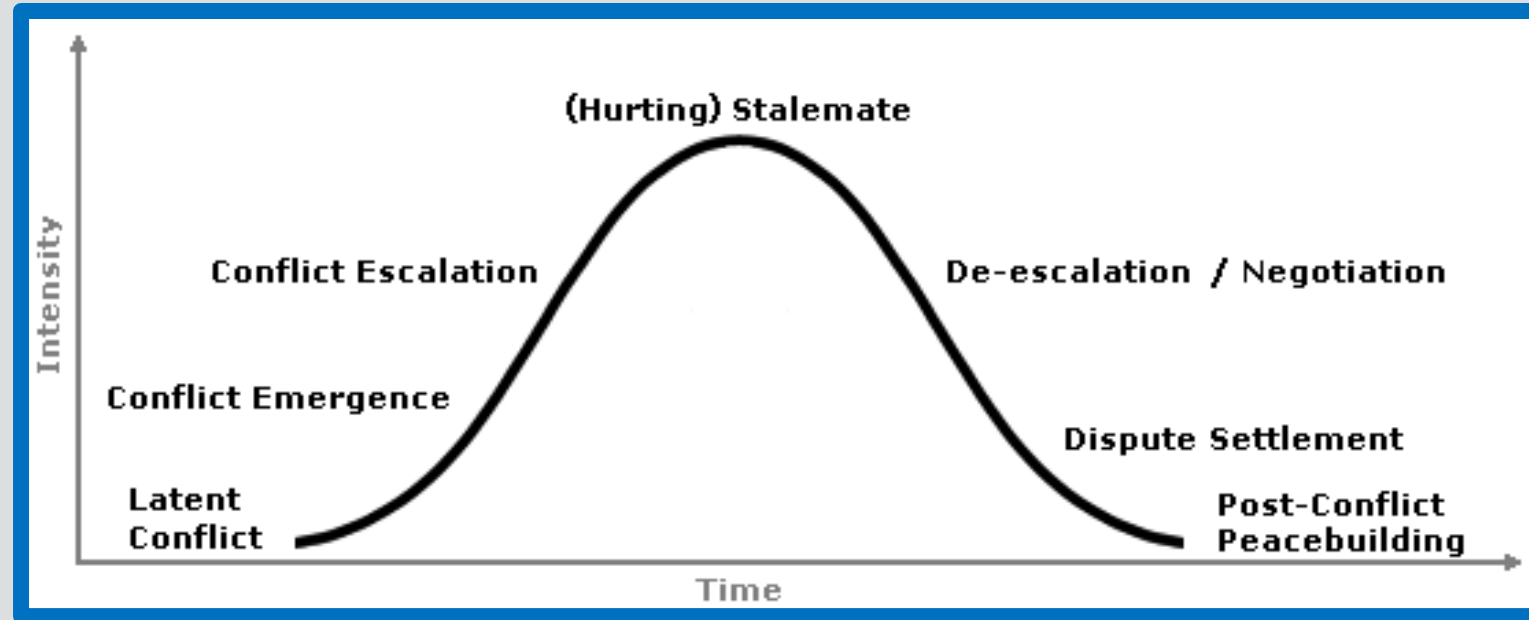 (Hurting) Stalemate
Conflict Escalation
De-escalation / Negotiation
Intensity
Conflict Emergence
Dispute Settlement
Latent
Conflict
Post-Conflict
Peacebuilding
Time